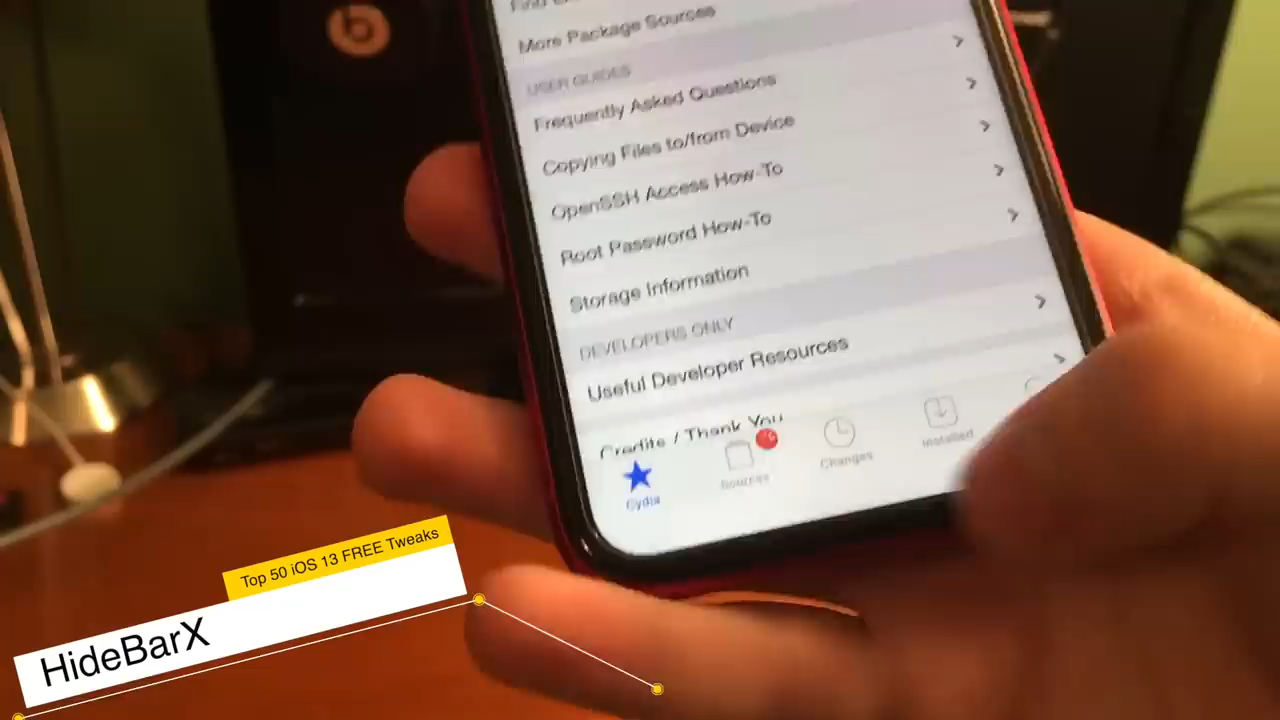 More Package Sources
USER GUIDES
Frequently Asked Questions
Copying Files to/from Device
OpenSSH Access How-To
Root Password How-To
Storage Information
DEVELOPERS ONLY
Useful Developer Resources
Credits / Thank You
Cydia
Sources
Changes
Installed
Top 50 iOS 13 FREE Tweaks
HideBarX